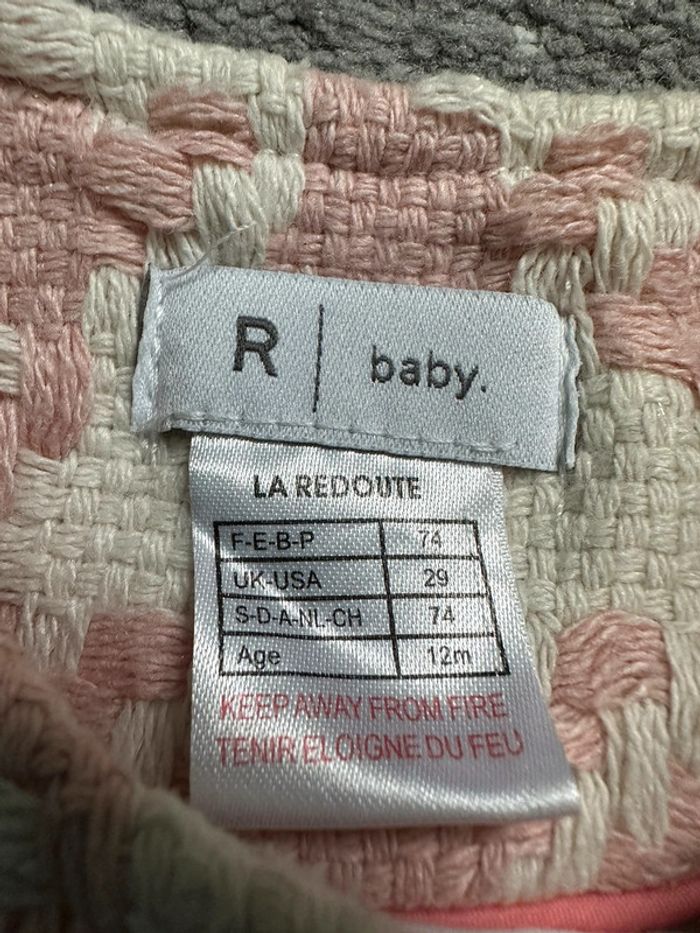 R | baby.
LA REDOUTE
F-E-B-P 74
UK-USA 29
S-D-A-NL-CH 74
Age 12m
KEEP AWAY FROM FIRE
TENIR ELOIGNE DU FEU